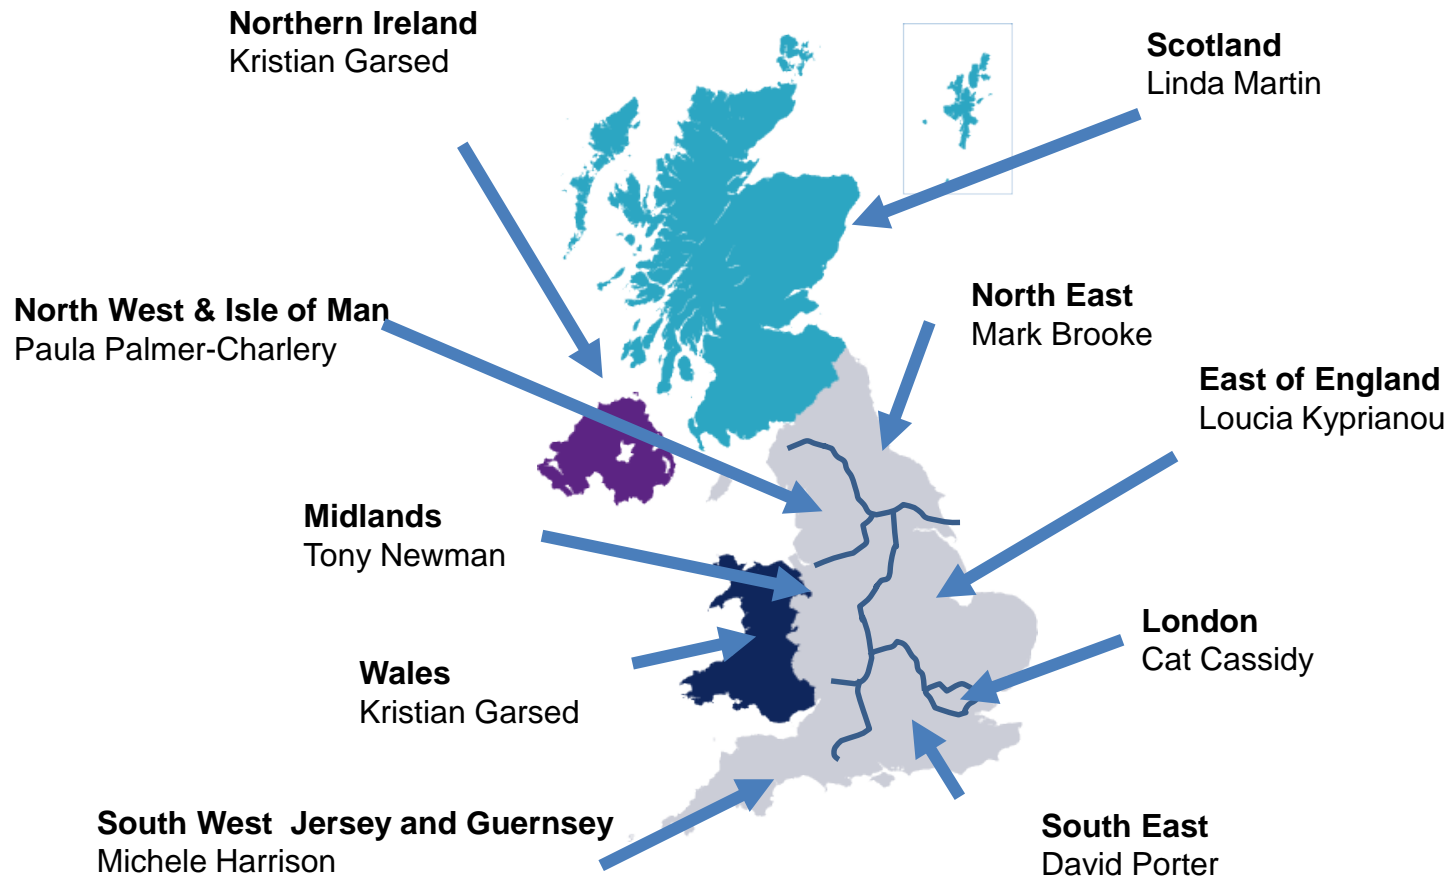 Northern Ireland
Kristian Garsed
Scotland
Linda Martin
North West & Isle of Man
Paula Palmer-Charlery
North East
Mark Brooke
East of England
Loucia Kyprianou
Midlands
Tony Newman
London
Cat Cassidy
Wales
Kristian Garsed
South West  Jersey and Guernsey
Michele Harrison
South East
David Porter